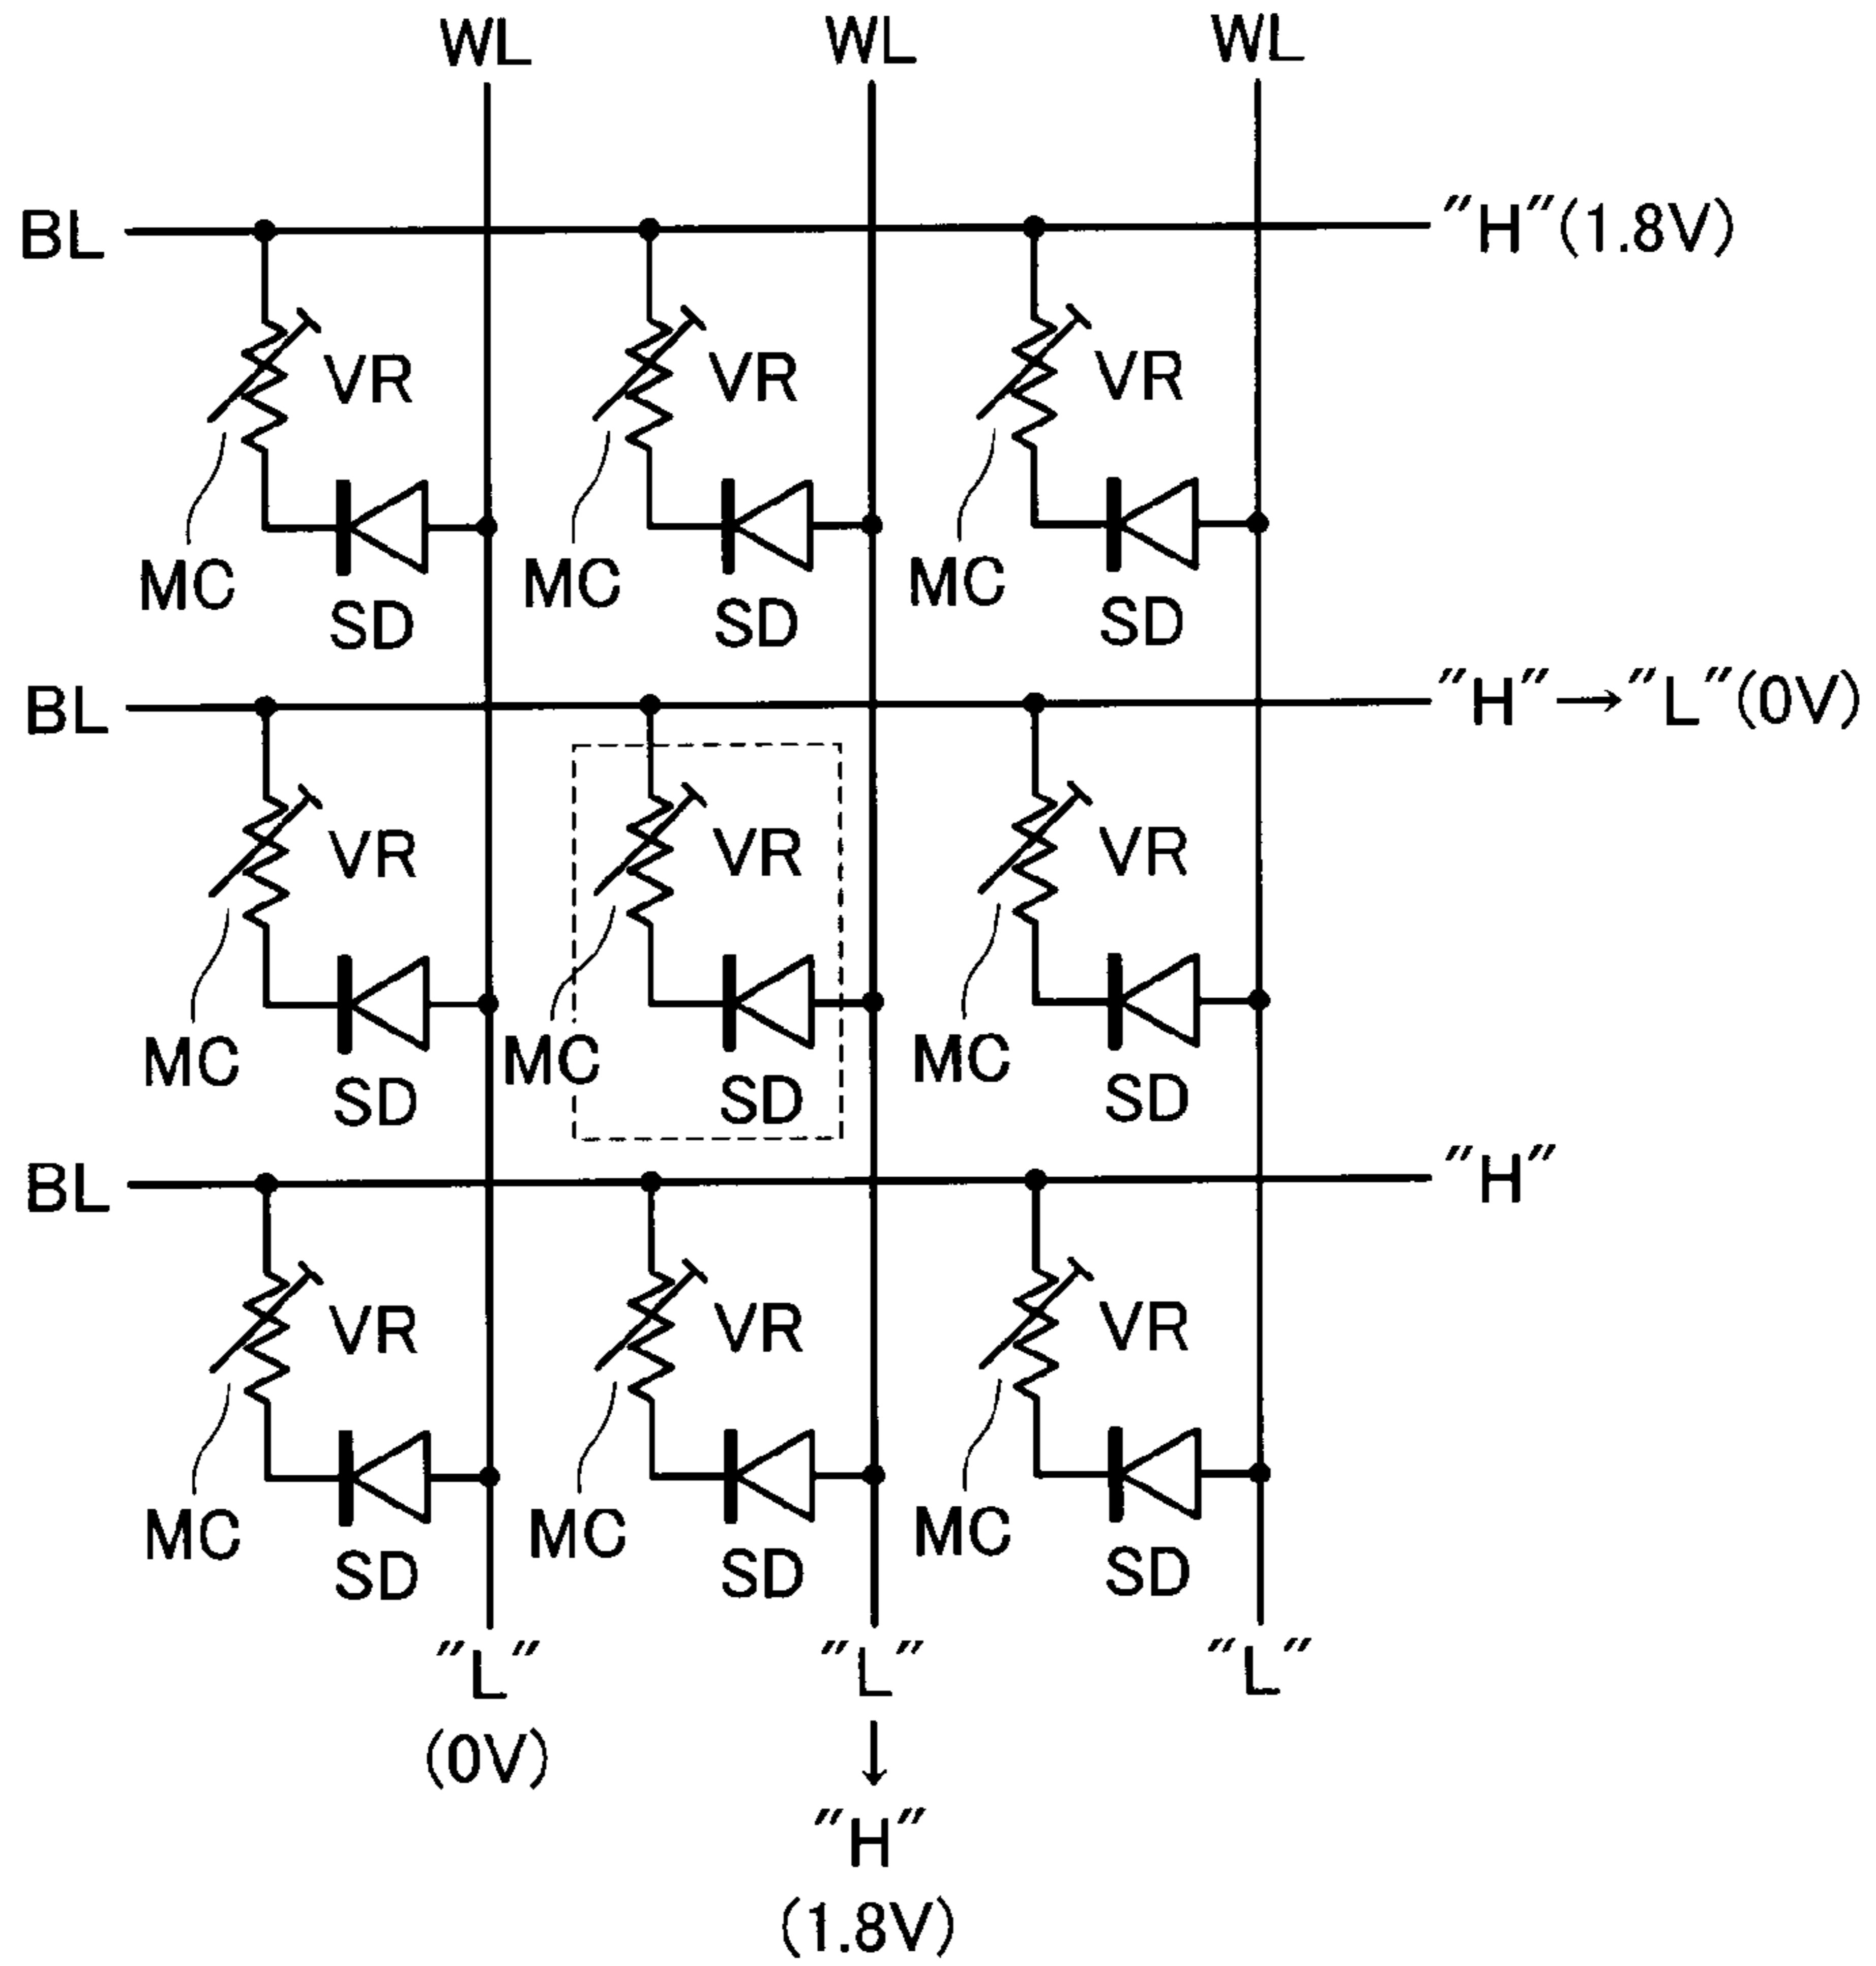 WL WL WL
BL "H"(1.8V)
VR VR VR
MC MC MC
SD SD SD
BL "H"→"L"(0V)
VR VR VR
MC MC MC
SD SD SD
BL "H"
VR VR VR
MC MC MC
SD SD SD
"L" "L" "L"
(0V) ↓
"H"
(1.8V)